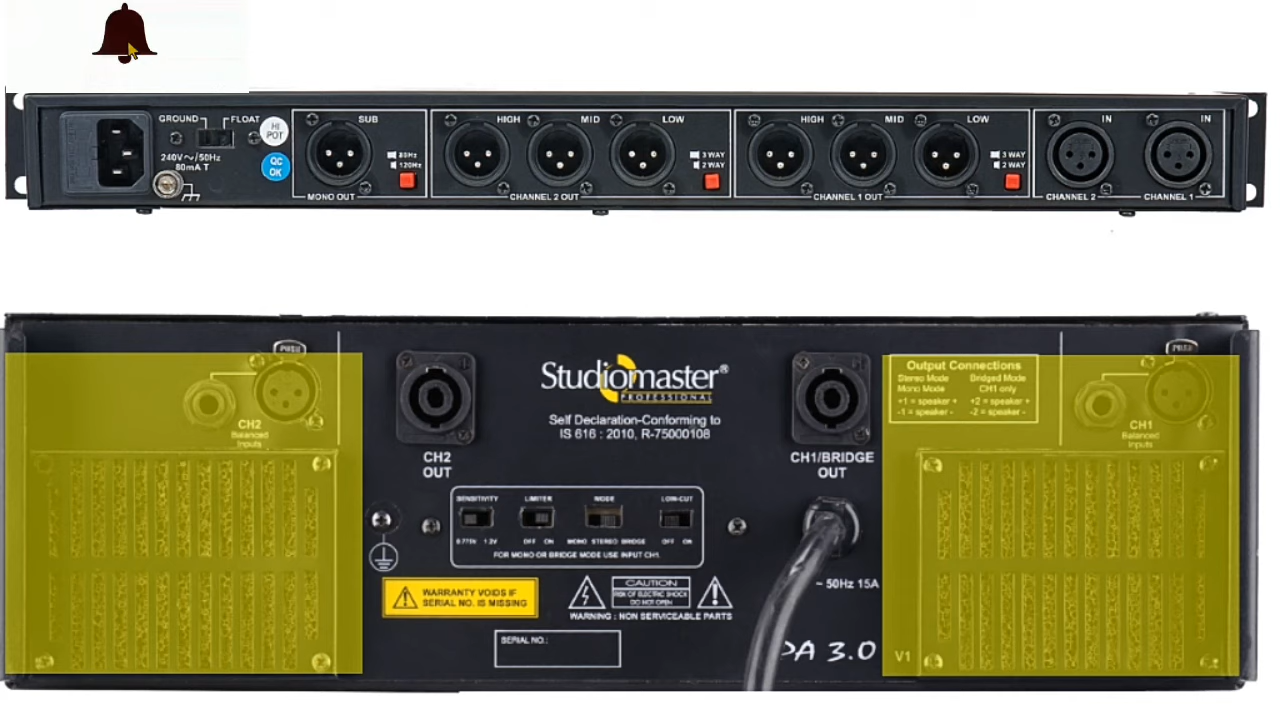 GROUND FLOAT
HI POT
240V~/50Hz
80mA T
QC OK
SUB
80Hz
120Hz
MONO OUT
HIGH MID LOW
3 WAY
2 WAY
CHANNEL 2 OUT
HIGH MID LOW
3 WAY
2 WAY
CHANNEL 1 OUT
IN IN
CHANNEL 2 CHANNEL 1
PUSH
CH2
Balanced
Inputs
CH2
OUT
Studiomaster®
PROFESSIONAL
Self Declaration-Conforming to
IS 616 : 2010, R-75000108
CH1/BRIDGE
OUT
Output Connections
Stereo Mode Bridged Mode
Mono Mode CH1 only
+1 = speaker + +2 = speaker +
-1 = speaker - -2 = speaker -
PUSH
CH1
Balanced
Inputs
SENSITIVITY LIMITER MODE LOW-CUT
0.775V 1.2V OFF ON MONO STEREO BRIDGE OFF ON
FOR MONO OR BRIDGE MODE USE INPUT CH1.
WARRANTY VOIDS IF
SERIAL NO. IS MISSING
CAUTION
RISK OF ELECTRIC SHOCK
DO NOT OPEN
WARNING : NON SERVICEABLE PARTS
~ 50Hz 15A
SERIAL NO.:
A 3.0
V1